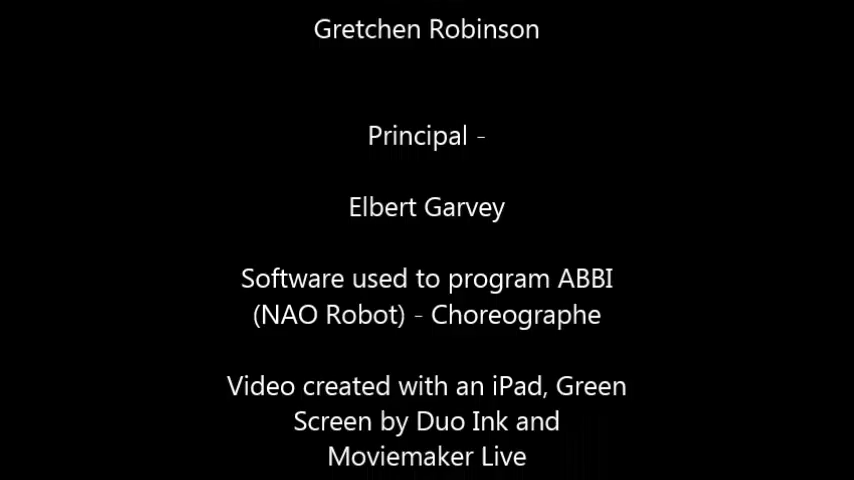 Gretchen Robinson
Principal -
Elbert Garvey
Software used to program ABBI
(NAO Robot) - Choreographe
Video created with an iPad, Green
Screen by Duo Ink and
Moviemaker Live